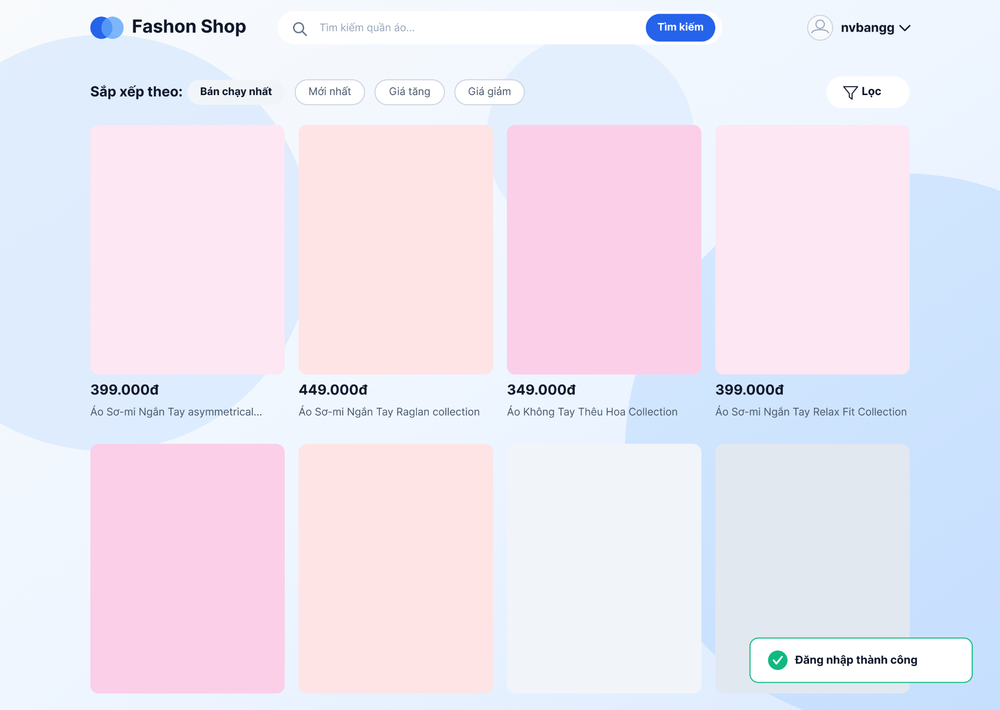 Fashon Shop
Tìm kiếm quần áo...
Tìm kiếm
nvbangg
Sắp xếp theo:
Bán chạy nhất
Mới nhất
Giá tăng
Giá giảm
Lọc
399.000đ
449.000đ
349.000đ
399.000đ
Áo Sơ-mi Ngắn Tay asymmetrical...
Áo Sơ-mi Ngắn Tay Raglan collection
Áo Không Tay Thêu Hoa Collection
Áo Sơ-mi Ngắn Tay Relax Fit Collection
Đăng nhập thành công